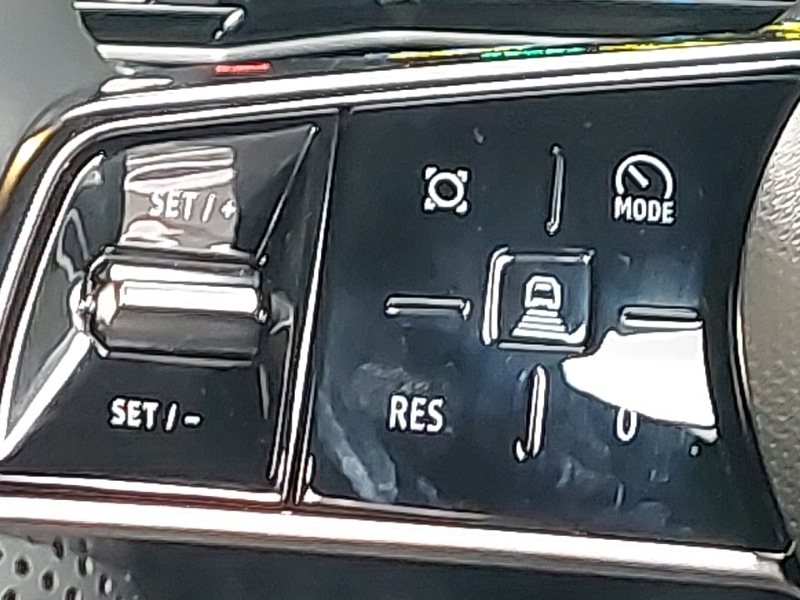 SET / +
MODE
RES
SET / -